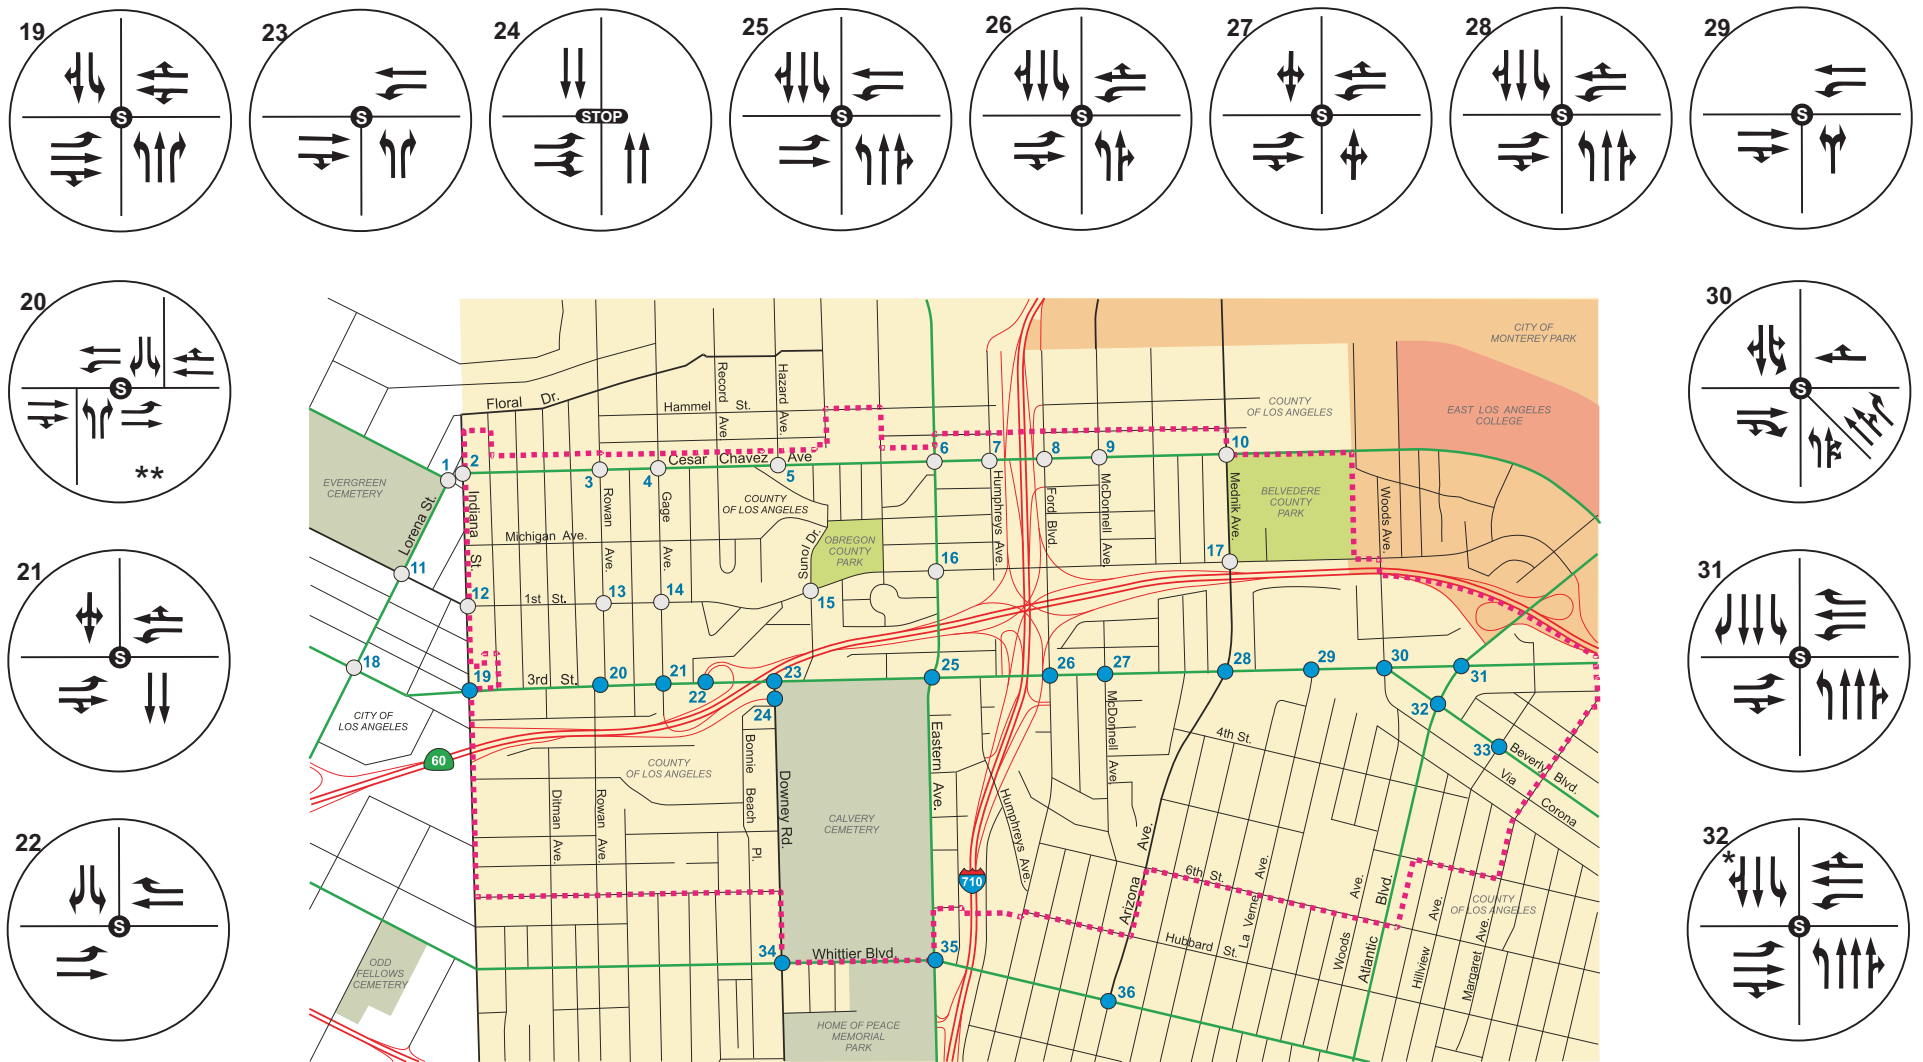 19
23
24
25
26
27
28
29
S
S
STOP
S
S
S
S
S
20
S
**
30
S
21
S
31
S
22
S
32
*
S
CITY OF
MONTEREY PARK
Floral Dr.
Hammel St.
Record Ave.
Hazard Ave.
COUNTY
OF LOS ANGELES
EAST LOS ANGELES
COLLEGE
1
2
3
4
Cesar Chavez Ave
5
6
7
8
9
10
EVERGREEN
CEMETERY
Lorena St.
Indiana St.
Rowan Ave.
Gage Ave.
COUNTY
OF LOS ANGELES
Humphreys Ave.
Ford Blvd.
McDonnell Ave.
Mednik Ave.
BELVEDERE
COUNTY
PARK
Woods Ave.
Michigan Ave.
Sunol Dr.
OBREGON
COUNTY
PARK
11
12
1st St.
13
14
15
16
17
18
19
3rd St.
20
21
22
23
24
25
26
27
28
29
30
31
32
33
CITY OF
LOS ANGELES
60
COUNTY
OF LOS ANGELES
Bonnie Beach Pl.
Downey Rd.
Eastern Ave.
McDonnell Ave.
4th St.
Beverly Blvd.
Via Corona
Ditman Ave.
Rowan Ave.
CALVERY
CEMETERY
Humphreys Ave.
710
Arizona Ave.
6th St.
La Verne Ave.
Woods Ave.
Atlantic Blvd.
Hillview Ave.
Margaret Ave.
COUNTY
OF LOS ANGELES
Hubbard St.
34
Whittier Blvd.
35
36
ODD
FELLOWS
CEMETERY
HOME OF PEACE
MEMORIAL
PARK